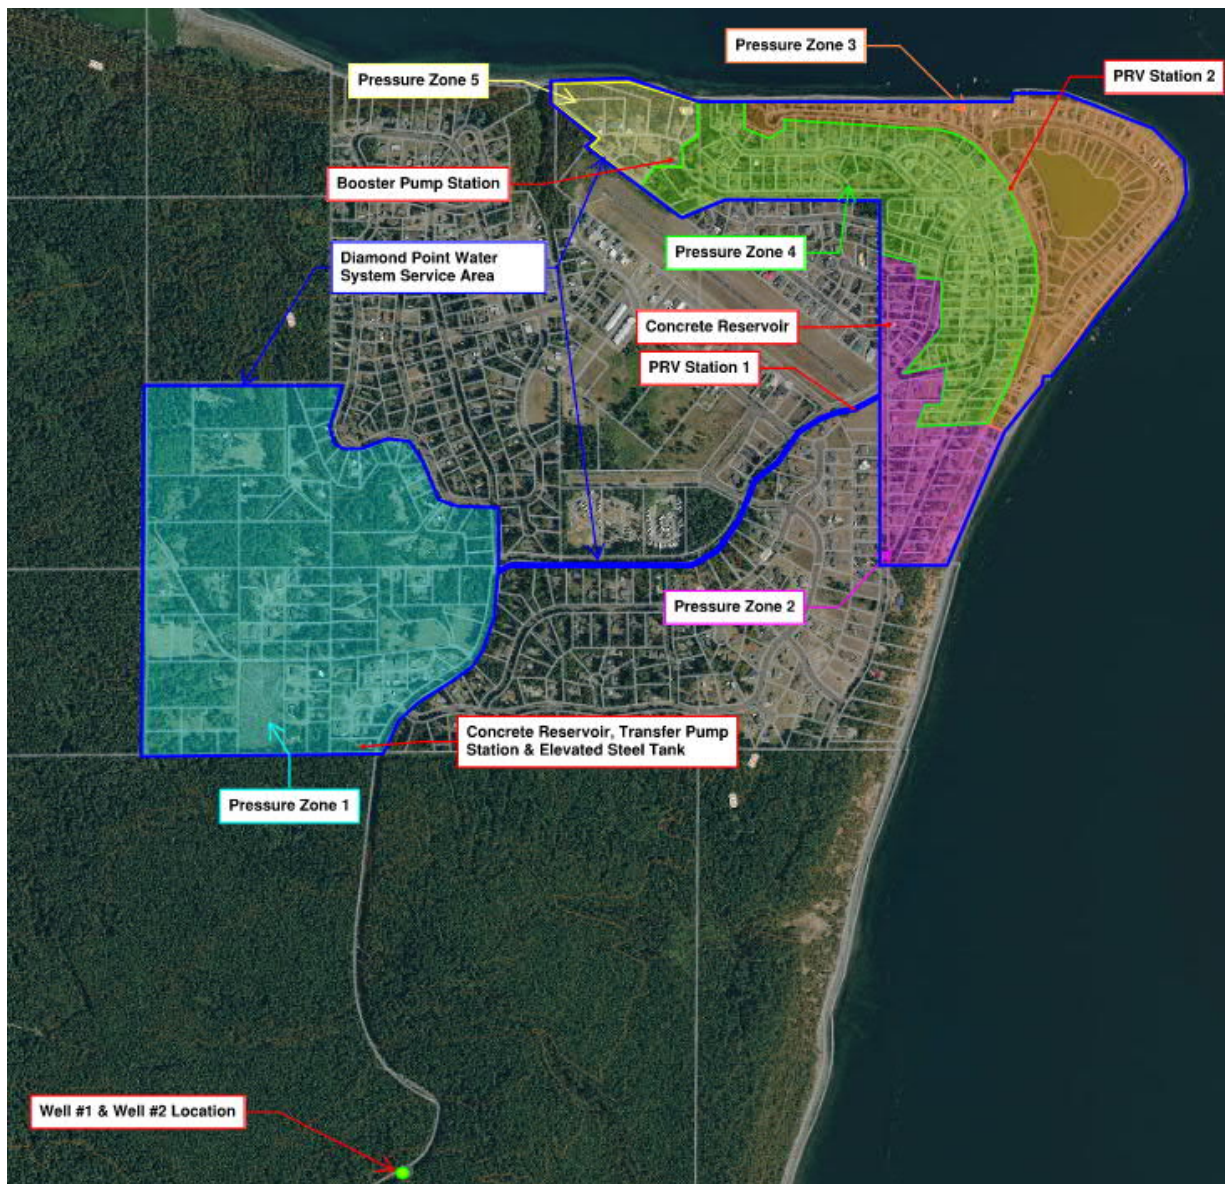 Pressure Zone 3
PRV Station 2
Pressure Zone 5
Booster Pump Station
Pressure Zone 4
Diamond Point Water
System Service Area
Concrete Reservoir
PRV Station 1
Pressure Zone 2
Concrete Reservoir, Transfer Pump
Station & Elevated Steel Tank
Pressure Zone 1
Well #1 & Well #2 Location